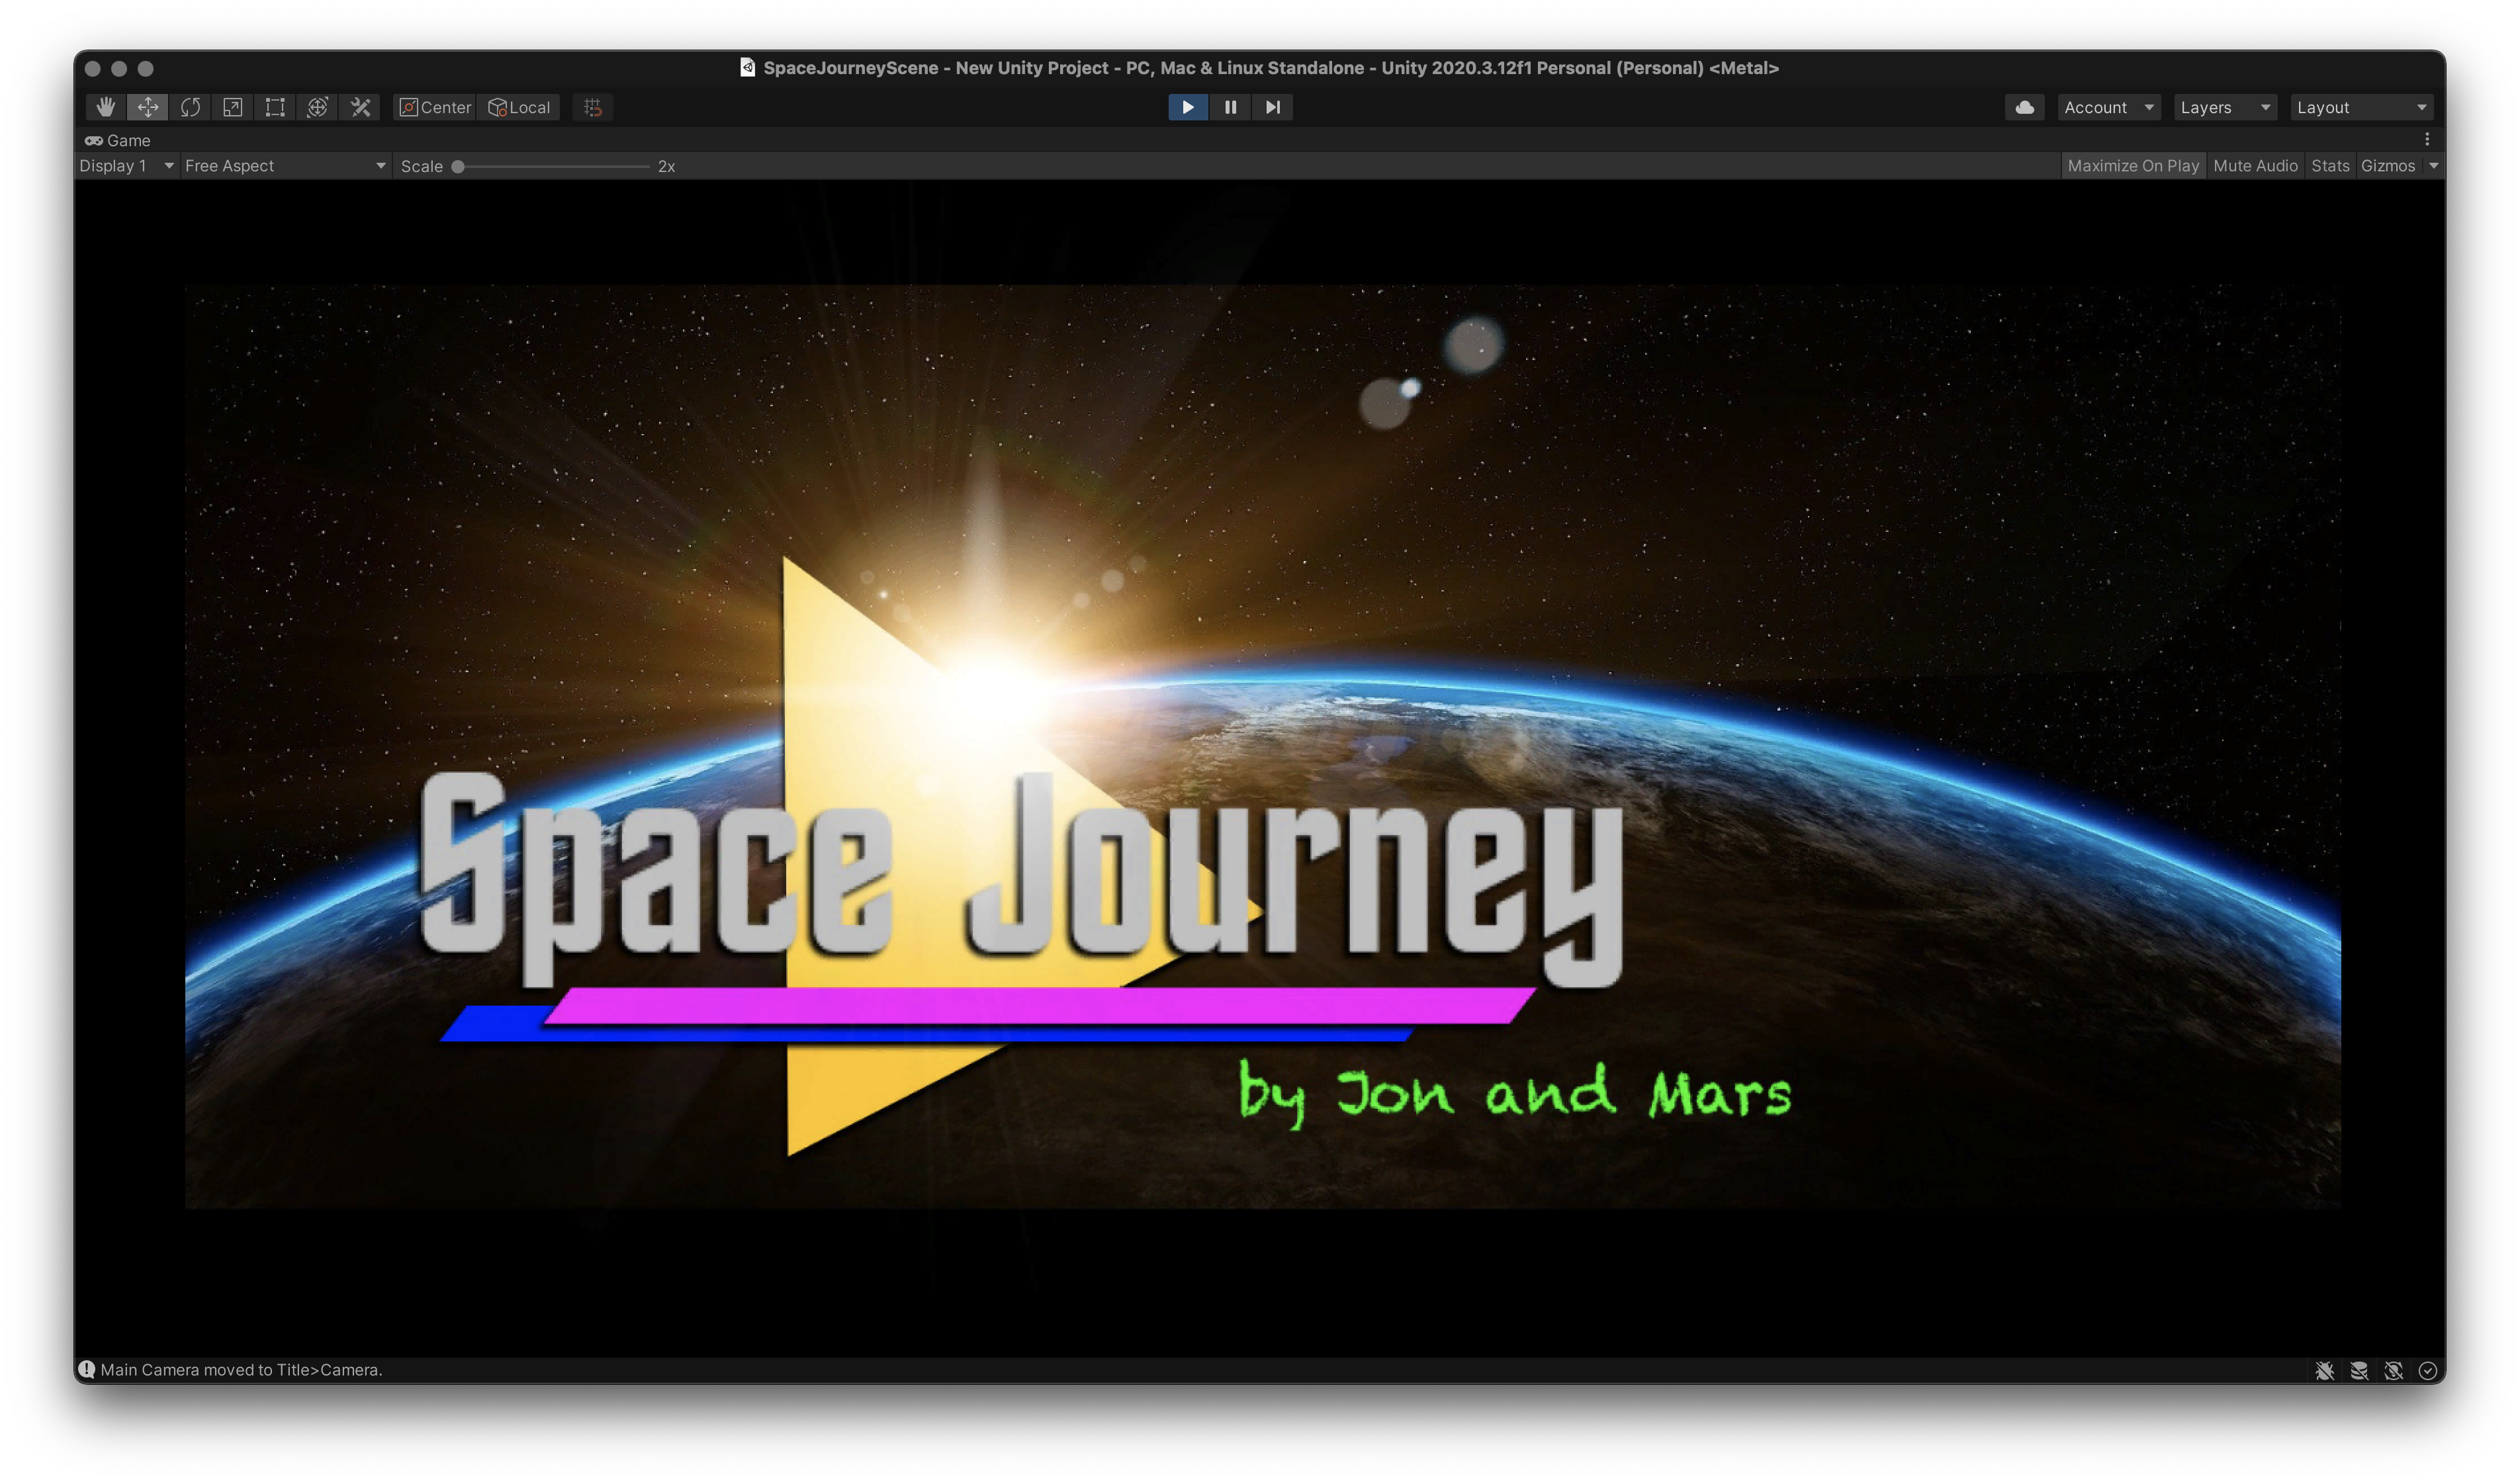 SpaceJourneyScene - New Unity Project - PC, Mac & Linux Standalone - Unity 2020.3.12f1 Personal (Personal) <Metal>
Center Local Account Layers Layout
Game
Display 1 Free Aspect Scale 2x Maximize On Play Mute Audio Stats Gizmos
Space Journey
by Jon and Mars
Main Camera moved to Title>Camera.